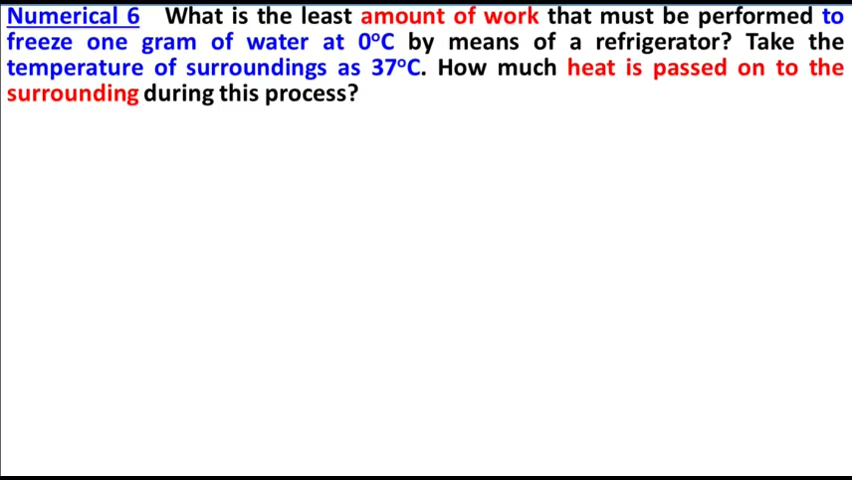 Numerical 6 What is the least amount of work that must be performed to
freeze one gram of water at 0°C by means of a refrigerator? Take the
temperature of surroundings as 37°C. How much heat is passed on to the
surrounding during this process?